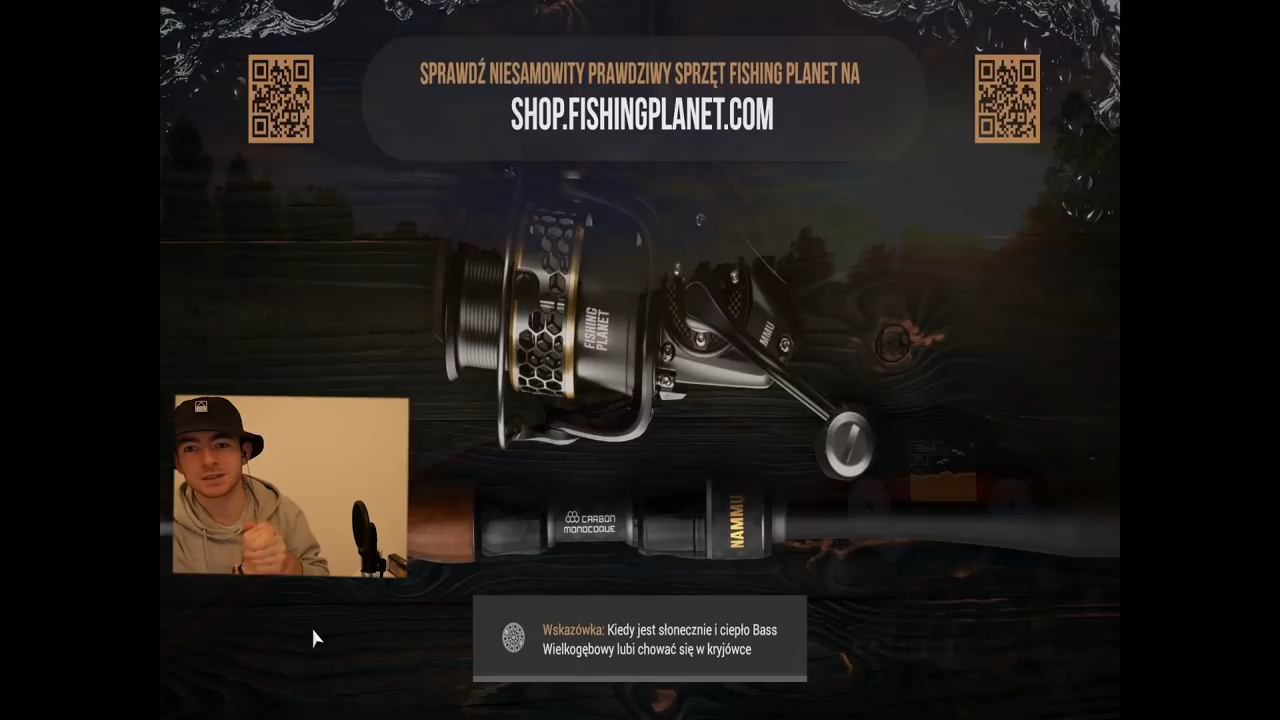 SPRAWDŹ NIESAMOWITY PRAWDZIWY SPRZĘT FISHING PLANET NA
SHOP.FISHINGPLANET.COM
FISHING
PLANET
MMU
CARBON
MONOCOQUE
NAMMU
Wskazówka: Kiedy jest słonecznie i ciepło Bass
Wielkogębowy lubi chować się w kryjówce